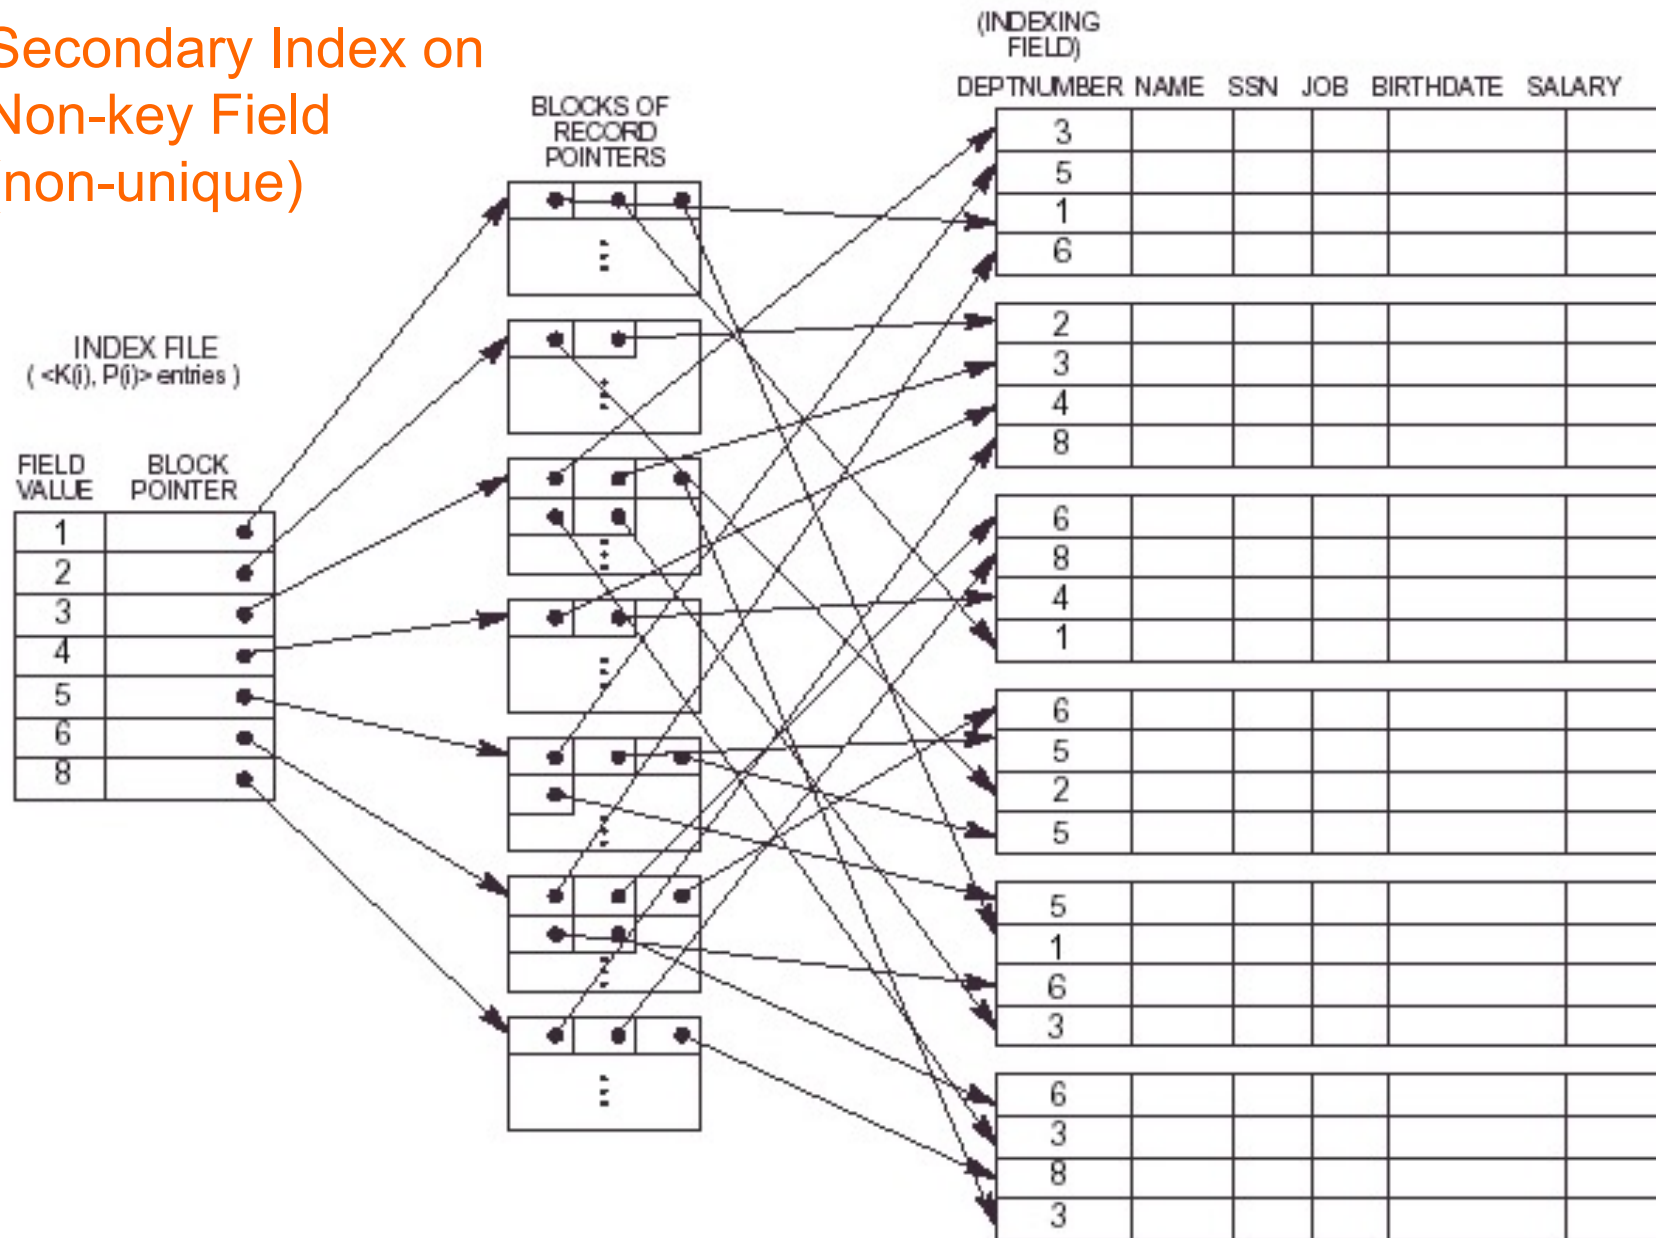 Secondary Index on
Non-key Field
(non-unique)
INDEX FILE
( <K(i), P(i)> entries )
FIELD VALUE BLOCK POINTER
1
2
3
4
5
6
8
BLOCKS OF
RECORD
POINTERS
(INDEXING
FIELD)
DEPTNUMBER NAME SSN JOB BIRTHDATE SALARY
3
5
1
6
2
3
4
8
6
8
4
1
6
5
2
5
5
1
6
3
6
3
8
3